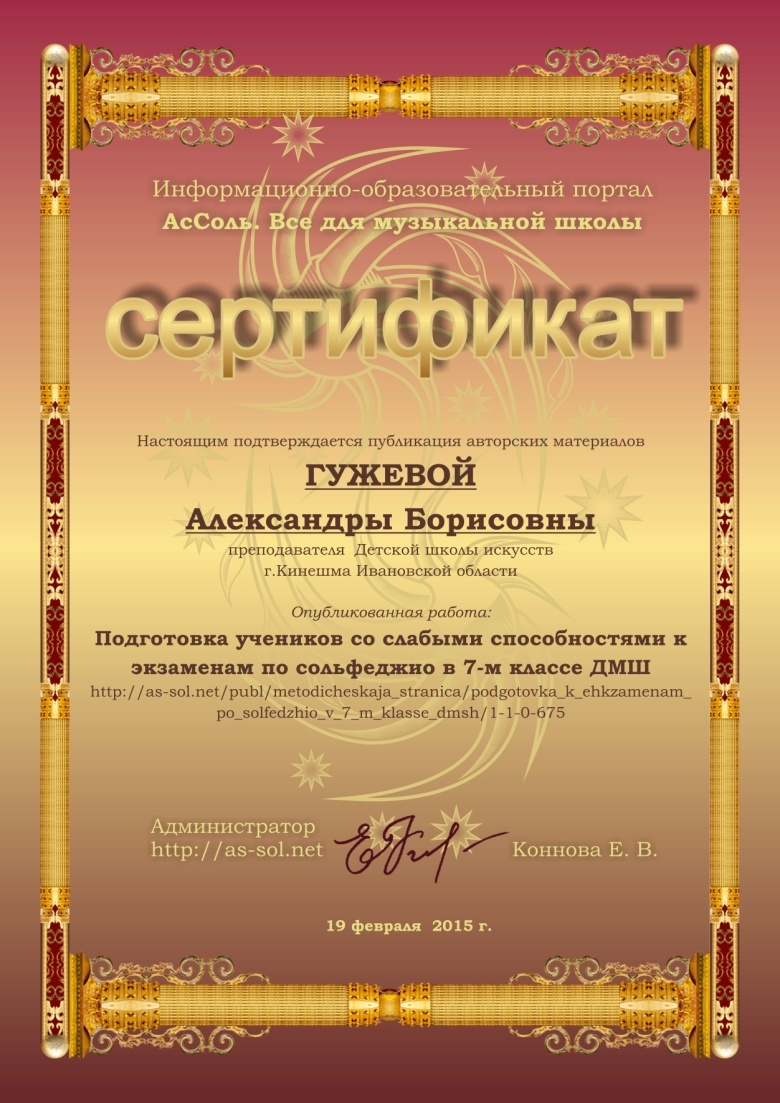 Информационно-образовательный портал
АсСоль. Все для музыкальной школы
сертификат
Настоящим подтверждается публикация авторских материалов
ГУЖЕВОЙ
Александры Борисовны
преподавателя Детской школы искусств
г.Кинешма Ивановской области
Опубликованная работа:
Подготовка учеников со слабыми способностями к
экзаменам по сольфеджио в 7-м классе ДМШ
http://as-sol.net/publ/metodicheskaja_stranica/podgotovka_k_ehkzamenam_
po_solfedzhio_v_7_m_klasse_dmsh/1-1-0-675
Администратор
http://as-sol.net Коннова Е. В.
19 февраля 2015 г.